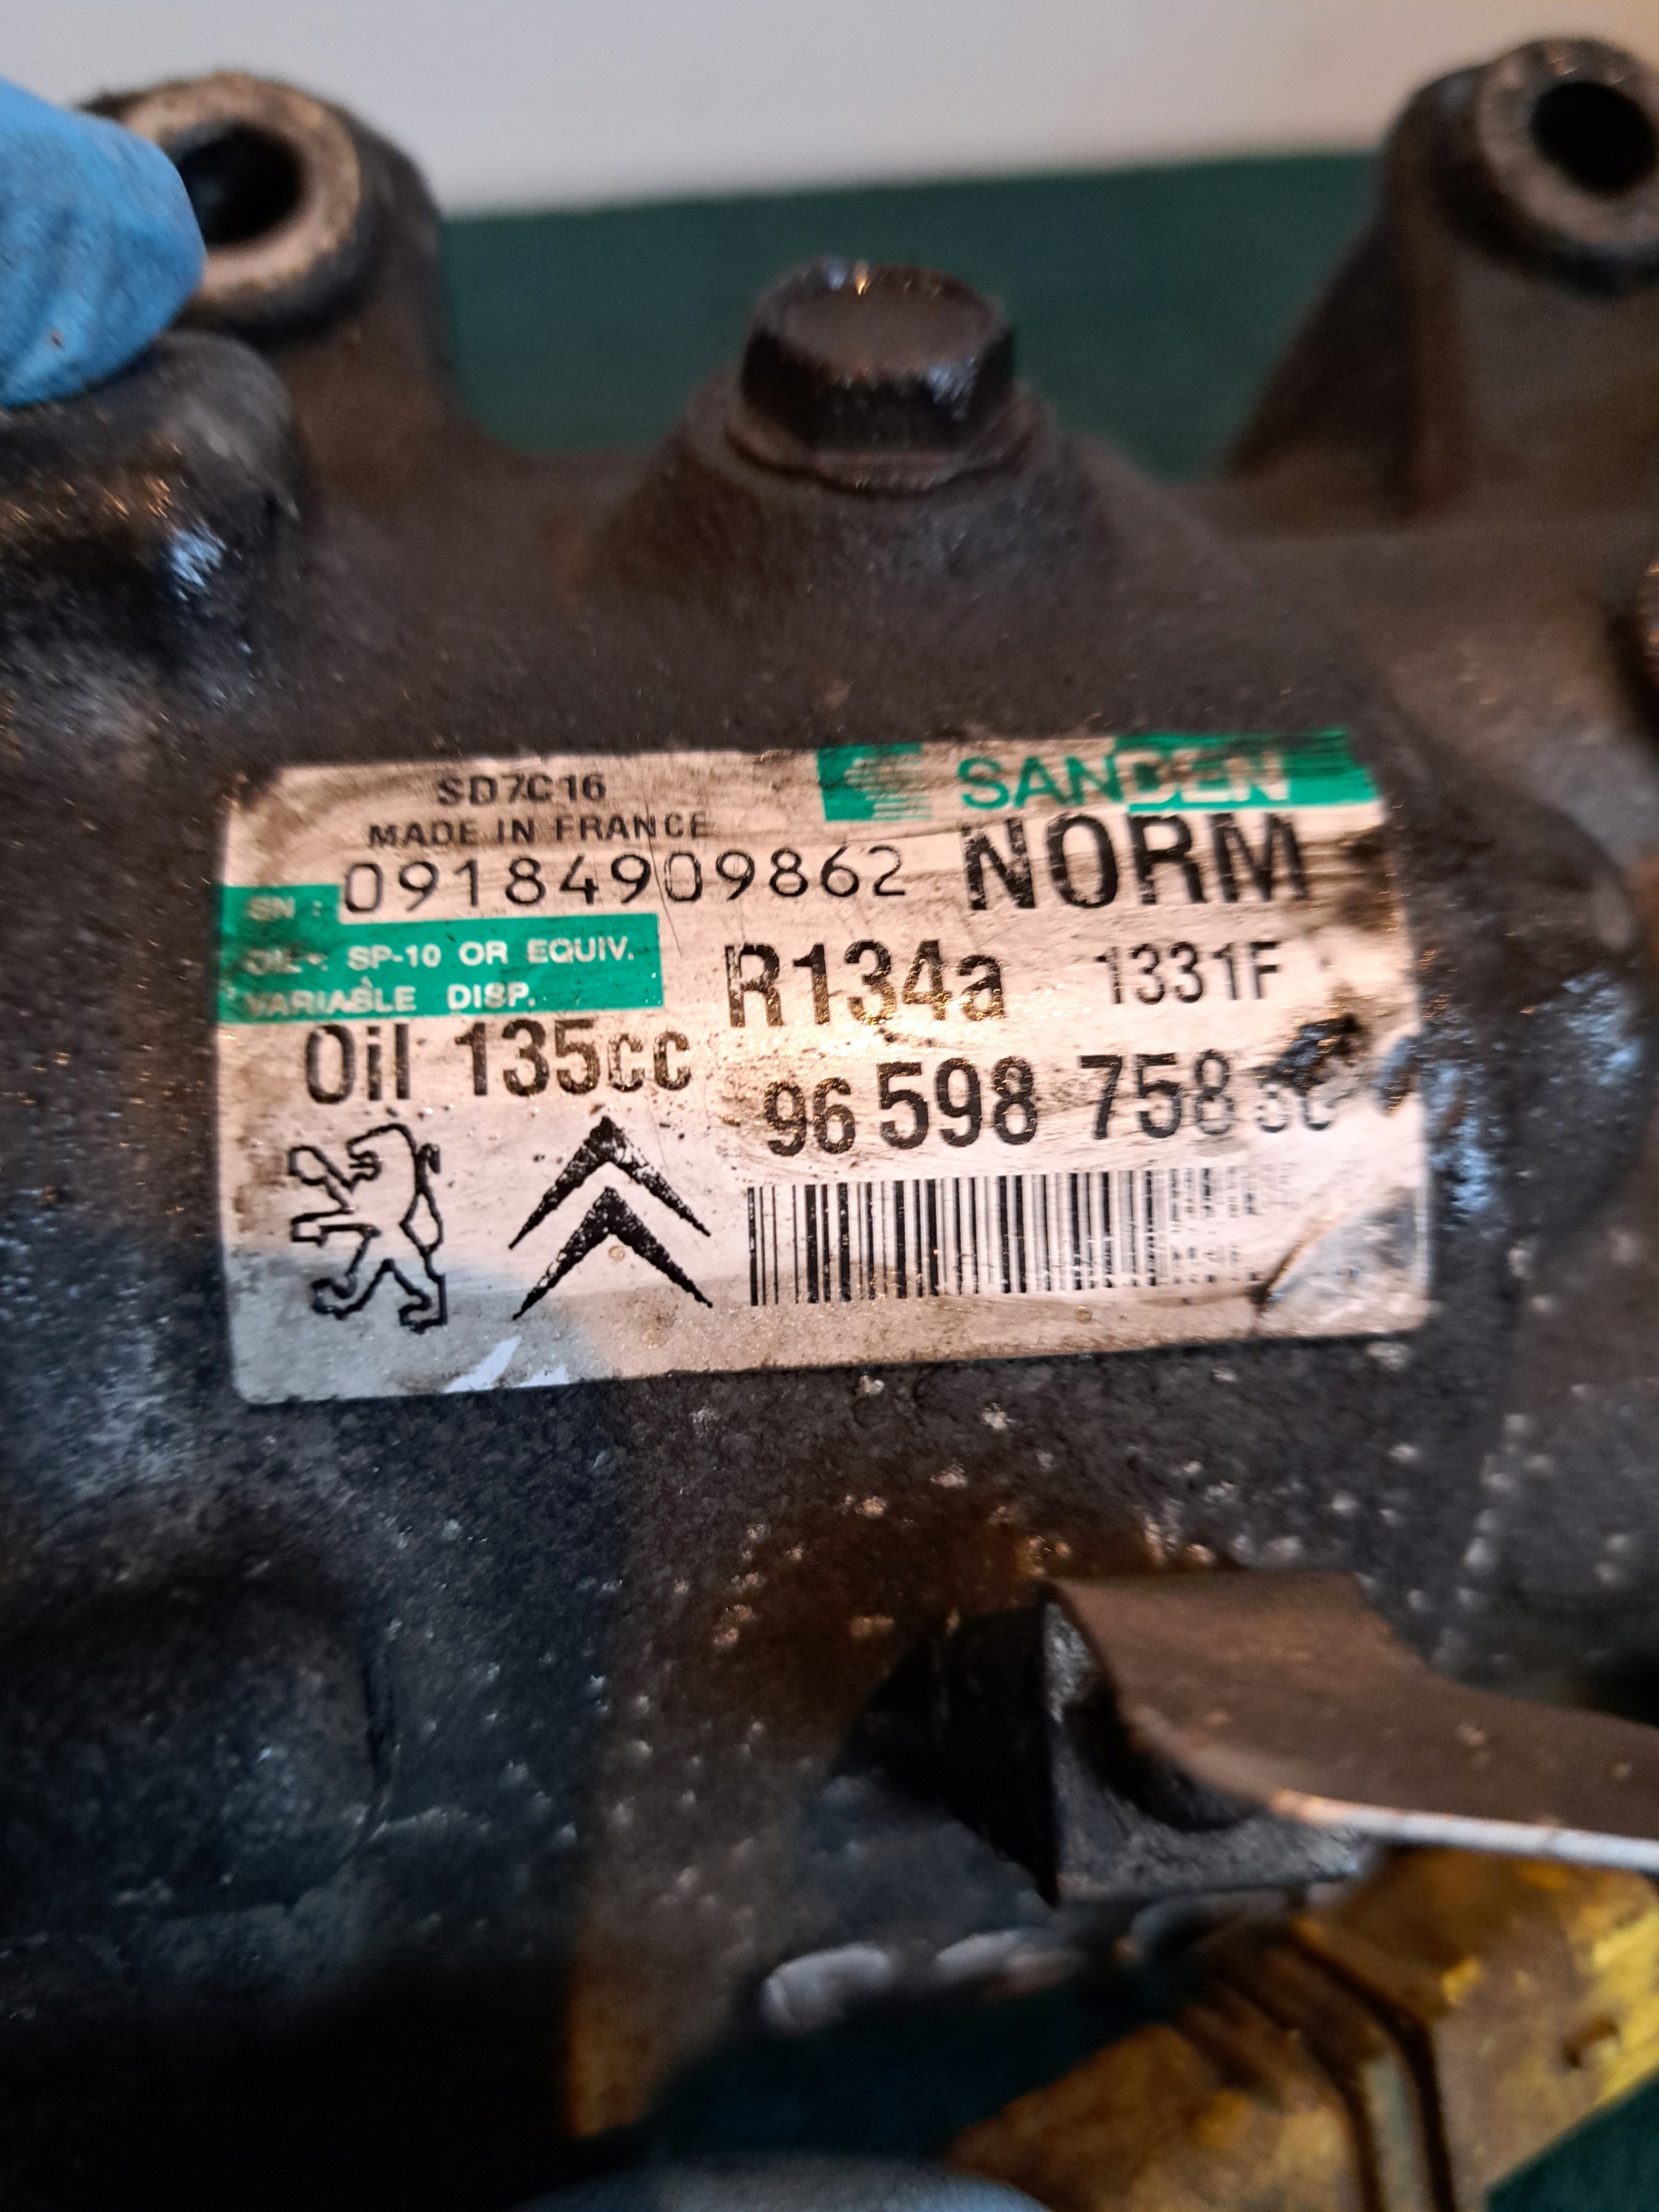 SD7C16
SANDEN
MADE IN FRANCE
SN : 09184909862
NORM
OIL : SP-10 OR EQUIV.
VARIABLE DISP.
R134a 1331F
Oil 135cc
96 598 758